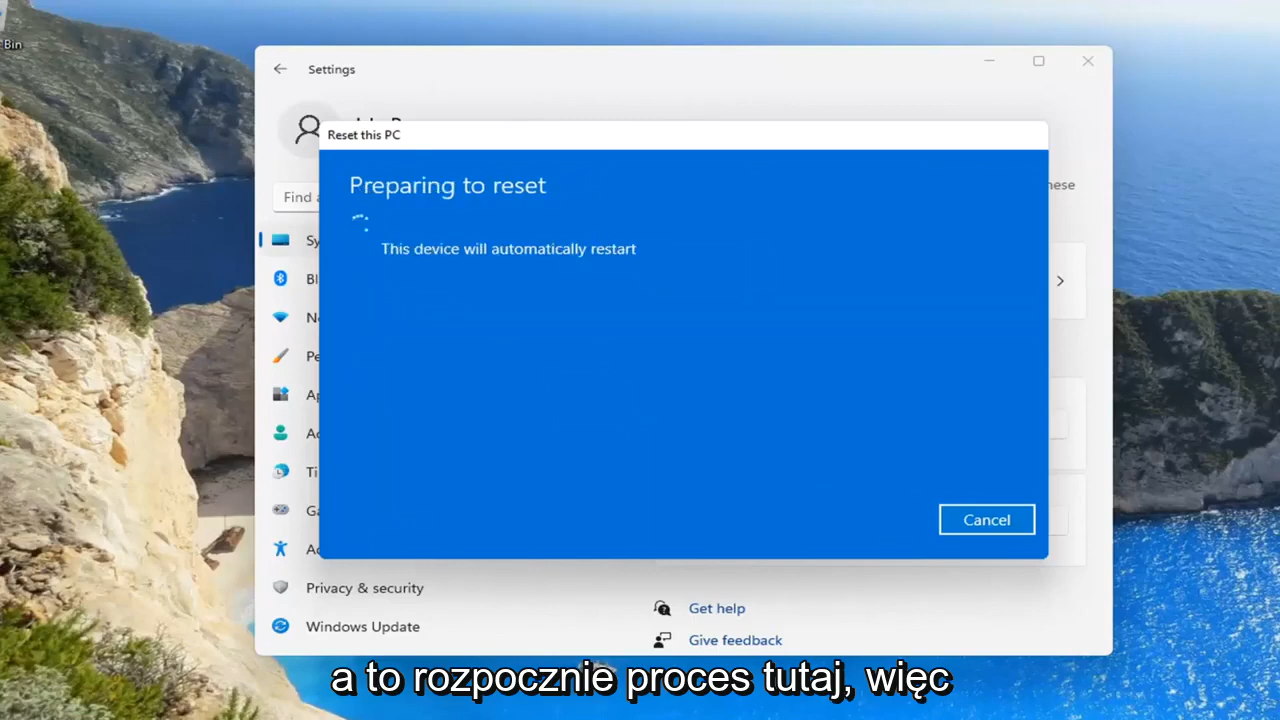 Bin
Settings
Reset this PC
Preparing to reset
This device will automatically restart
Find
Cancel
Privacy & security
Windows Update
Get help
Give feedback
a to rozpocznie proces tutaj, więc